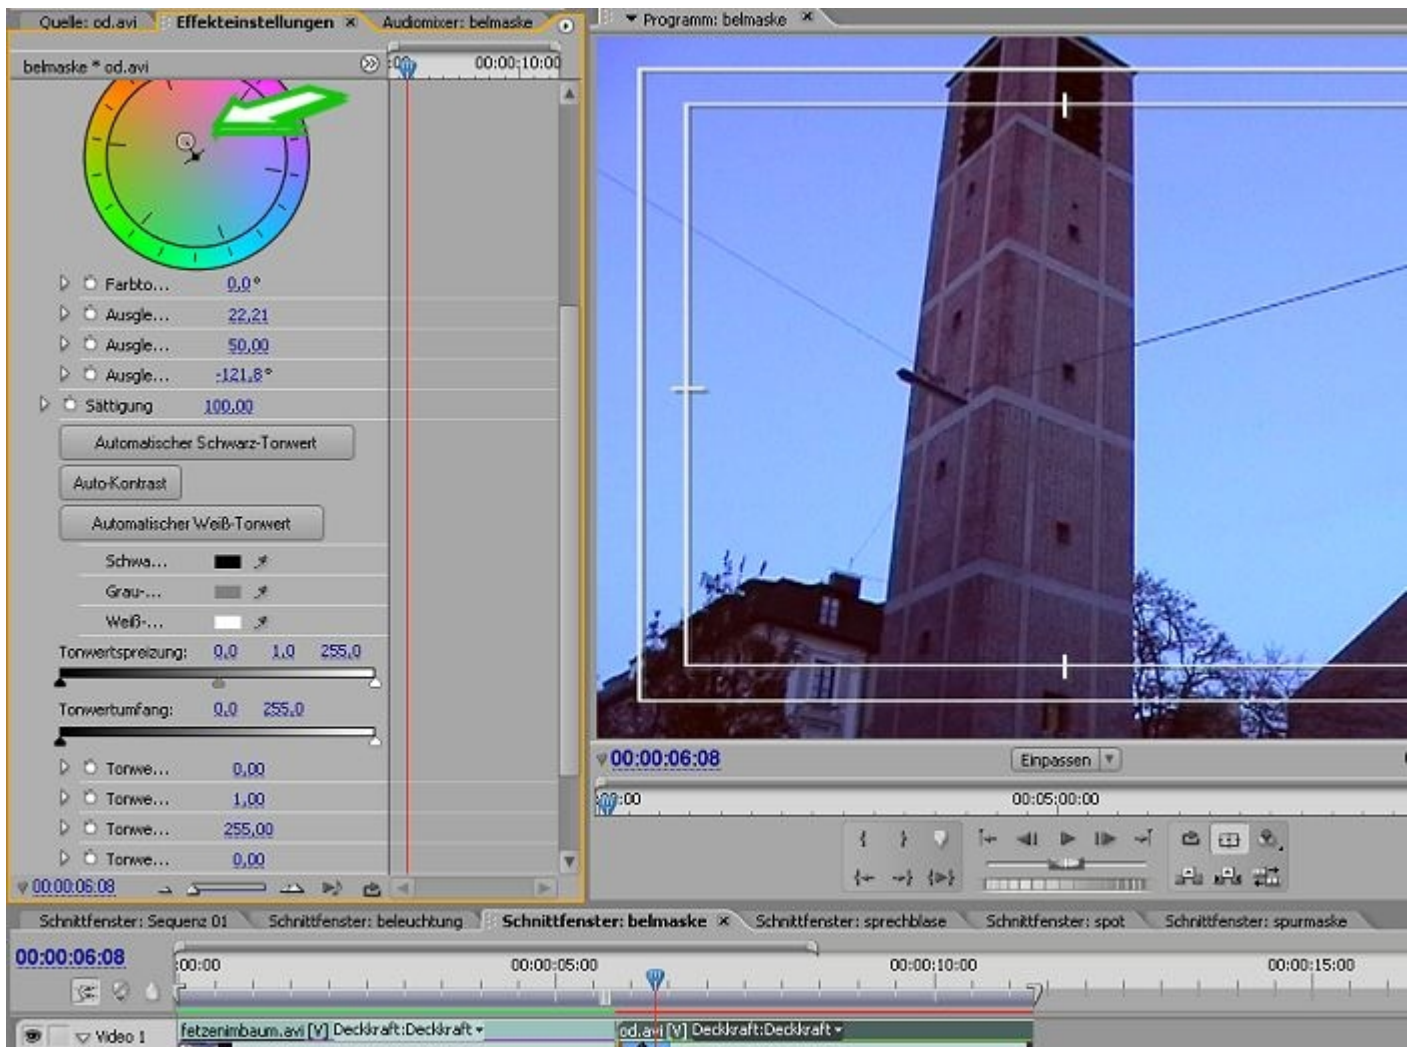 Quelle: od.avi
Effekteinstellungen
Audiomixer: belmaske
Programm: belmaske
belmaske * od.avi
00:00:10:00
Farbto... 0,0°
Ausgle... 22,21
Ausgle... 50,00
Ausgle... -121,8°
Sättigung 100,00
Automatischer Schwarz-Tonwert
Auto-Kontrast
Automatischer Weiß-Tonwert
Schwa...
Grau-...
Weiß-...
Tonwertspreizung: 0,0 1,0 255,0
Tonwertumfang: 0,0 255,0
Tonwe... 0,00
Tonwe... 1,00
Tonwe... 255,00
Tonwe... 0,00
00:00:06:08
00:00:06:08
Einpassen
:00
00:05:00:00
Schnittfenster: Sequenz 01
Schnittfenster: beleuchtung
Schnittfenster: belmaske
Schnittfenster: sprechblase
Schnittfenster: spot
Schnittfenster: spurmaske
00:00:06:08
:00:00
00:00:05:00
00:00:10:00
00:00:15:00
Video 1
fetzenimbaum.avi [V] Deckkraft:Deckkraft
od.avi [V] Deckkraft:Deckkraft